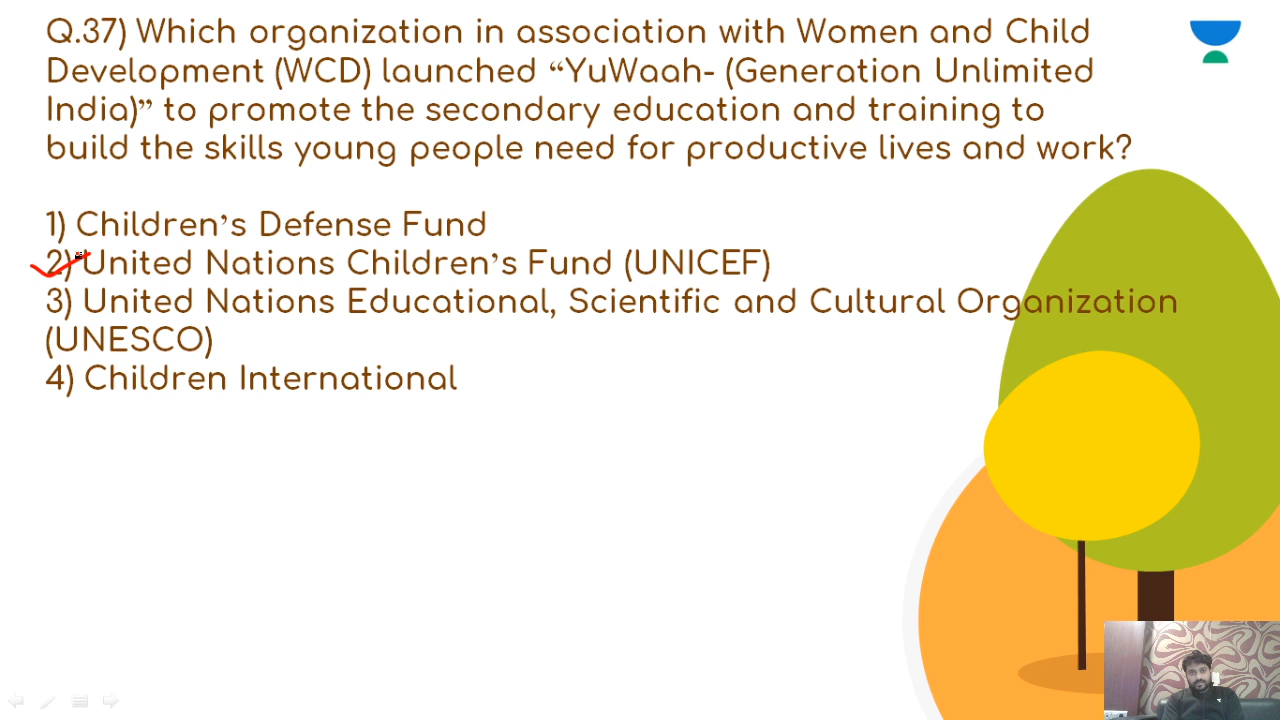 Q.37) Which organization in association with Women and Child
Development (WCD) launched “YuWaah- (Generation Unlimited
India)” to promote the secondary education and training to
build the skills young people need for productive lives and work?
1) Children’s Defense Fund
2) United Nations Children’s Fund (UNICEF)
3) United Nations Educational, Scientific and Cultural Organization
(UNESCO)
4) Children International